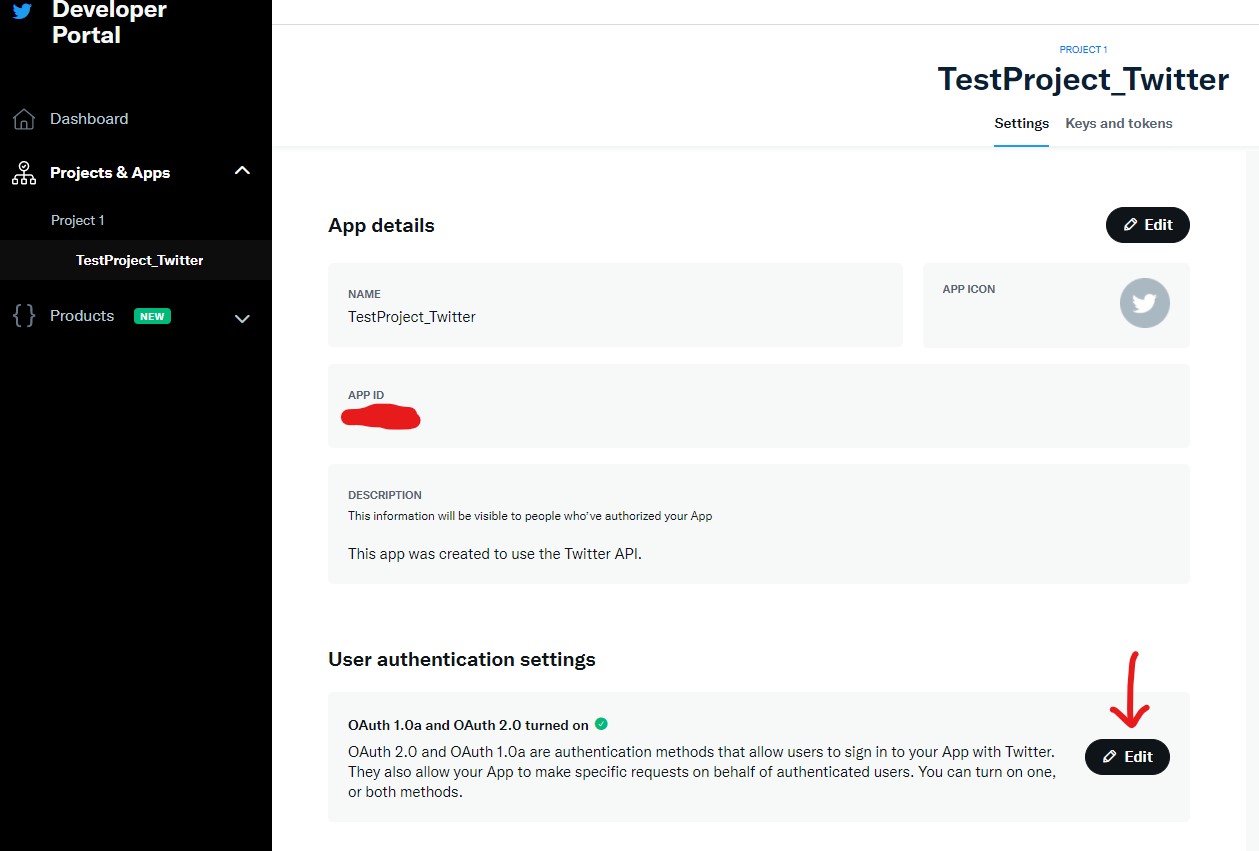 Developer
Portal
Dashboard
Projects & Apps
Project 1
TestProject_Twitter
Products NEW
PROJECT 1
TestProject_Twitter
Settings Keys and tokens
App details
Edit
NAME
TestProject_Twitter
APP ICON
APP ID
DESCRIPTION
This information will be visible to people who've authorized your App
This app was created to use the Twitter API.
User authentication settings
OAuth 1.0a and OAuth 2.0 turned on
OAuth 2.0 and OAuth 1.0a are authentication methods that allow users to sign in to your App with Twitter.
They also allow your App to make specific requests on behalf of authenticated users. You can turn on one,
or both methods.
Edit